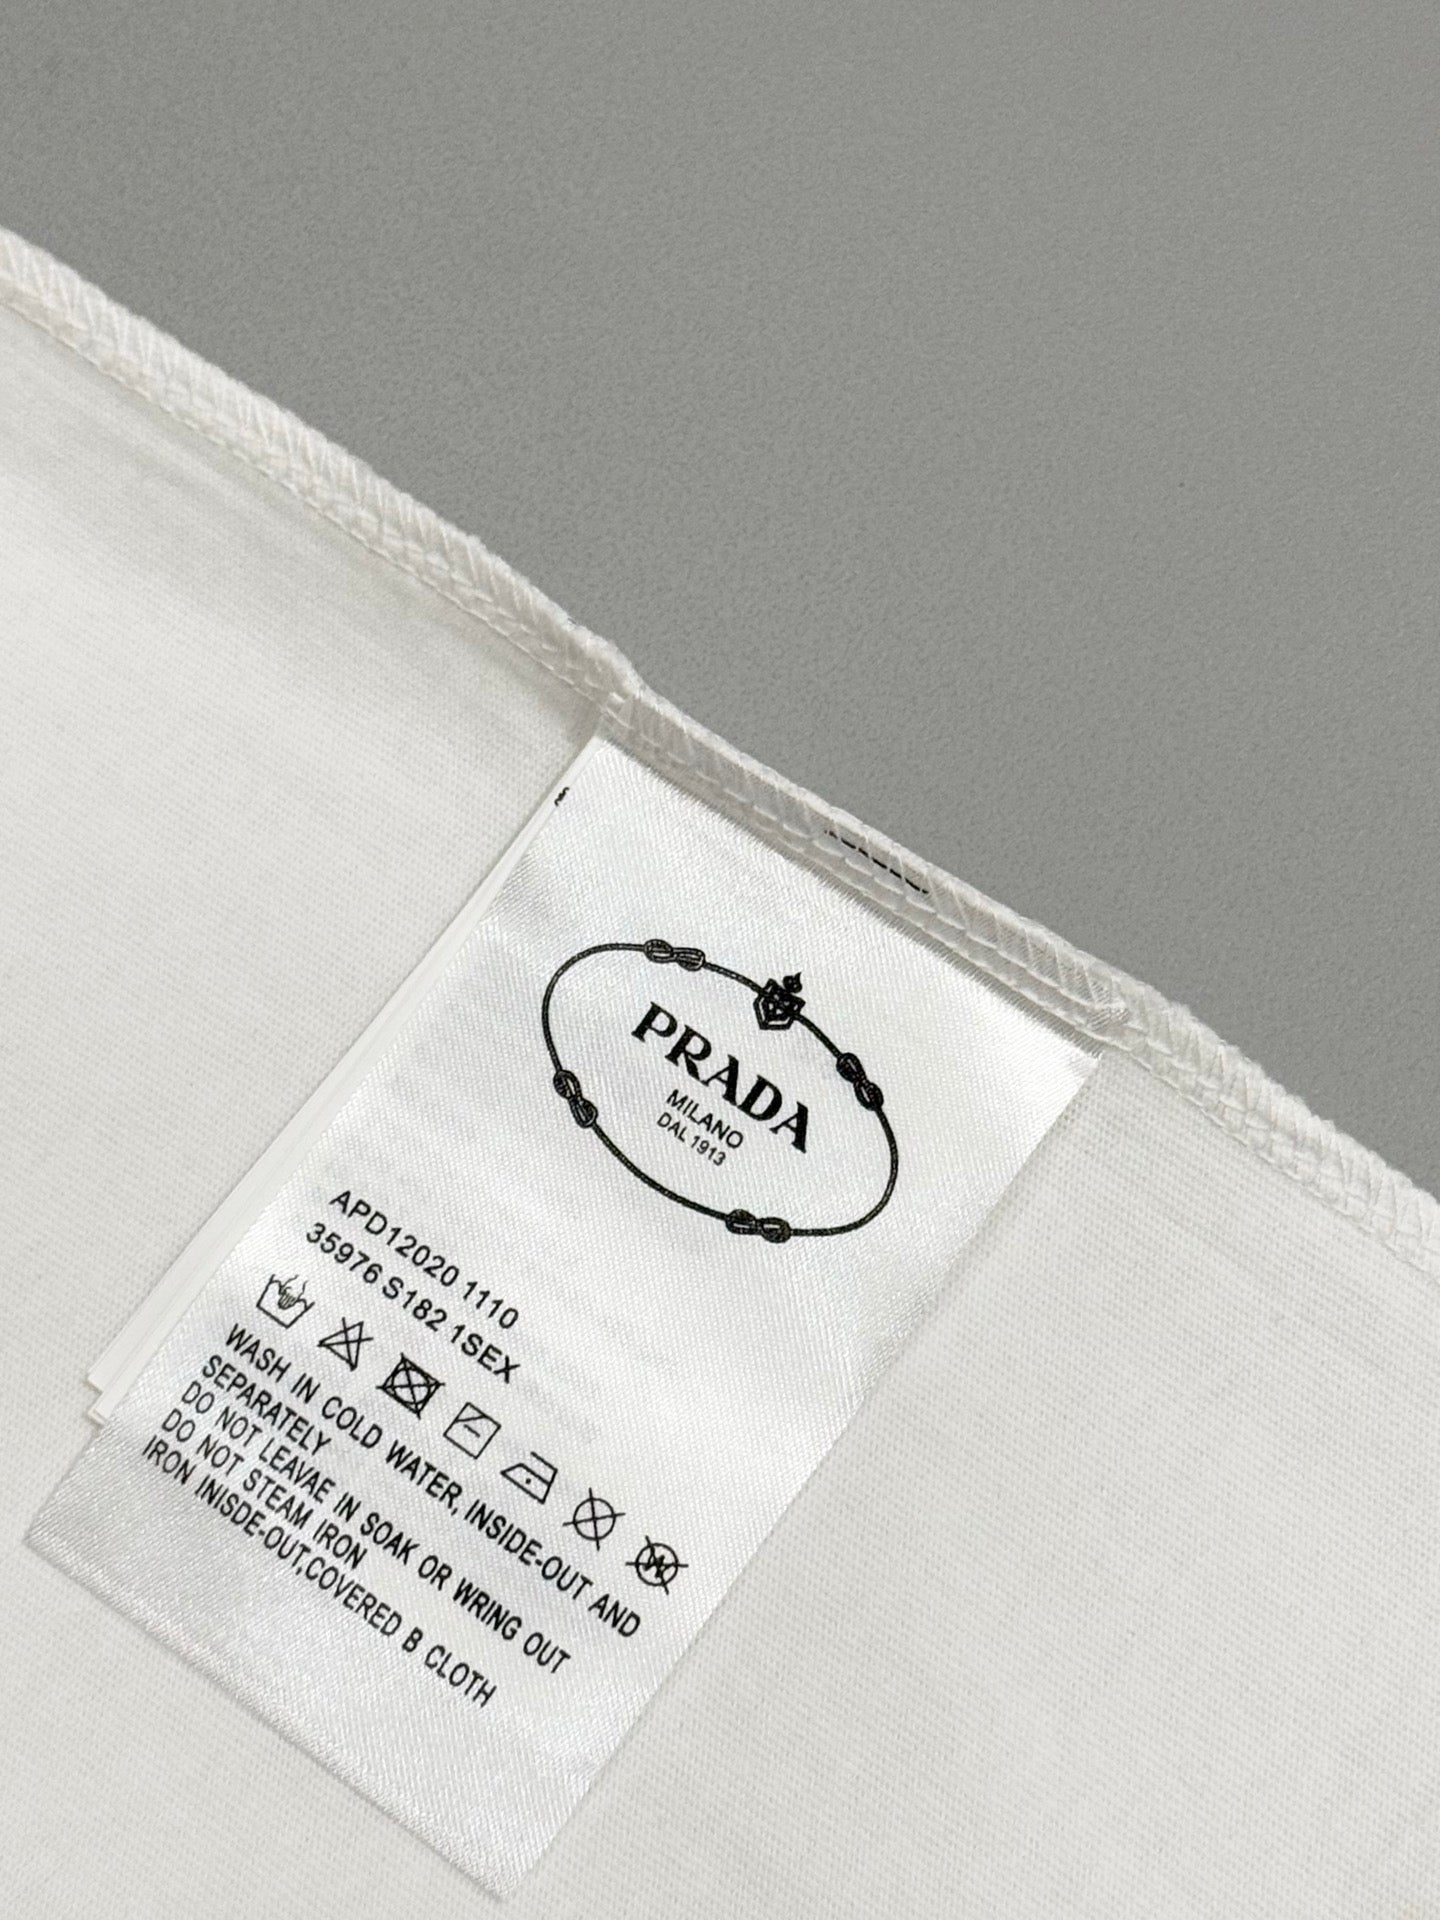 PRADA
MILANO
DAL 1913
APD12020 1110
35976 S182 1SEX
WASH IN COLD WATER, INSIDE-OUT AND
SEPARATELY
DO NOT LEAVAE IN SOAK OR WRING OUT
DO NOT STEAM IRON
IRON INISDE-OUT,COVERED B CLOTH